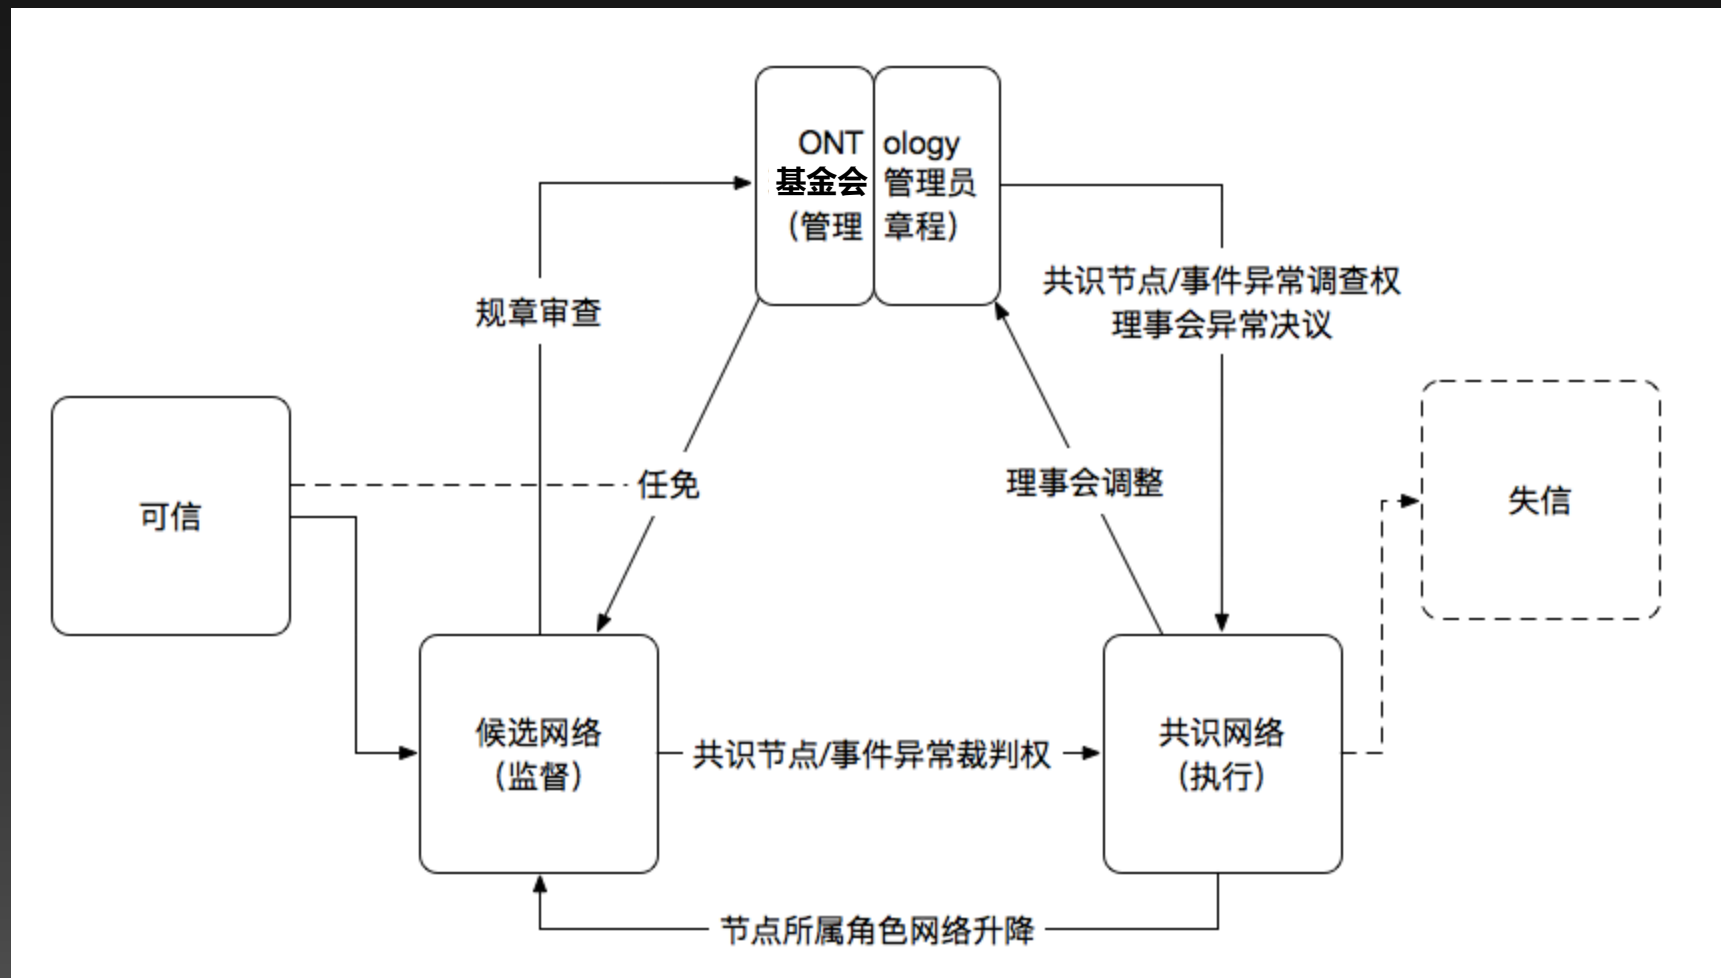 ONT ology
基金会 管理员
（管理 章程）
规章审查
共识节点/事件异常调查权
理事会异常决议
可信
任免
理事会调整
失信
候选网络
（监督）
共识节点/事件异常裁判权
共识网络
（执行）
节点所属角色网络升降